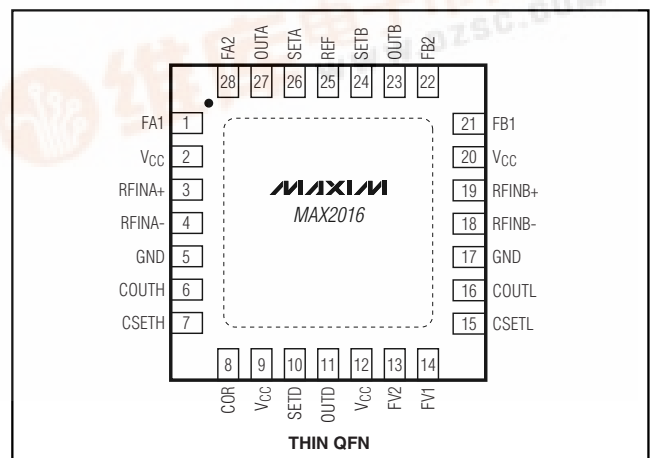 FA2 OUTA SETA REF SETB OUTB FB2
28 27 26 25 24 23 22
FA1 1
VCC 2
RFINA+ 3
RFINA- 4
GND 5
COUTH 6
CSETH 7
MAXIM
MAX2016
21 FB1
20 VCC
19 RFINB+
18 RFINB-
17 GND
16 COUTL
15 CSETL
8 9 10 11 12 13 14
COR VCC SETD OUTD VCC FV2 FV1
THIN QFN